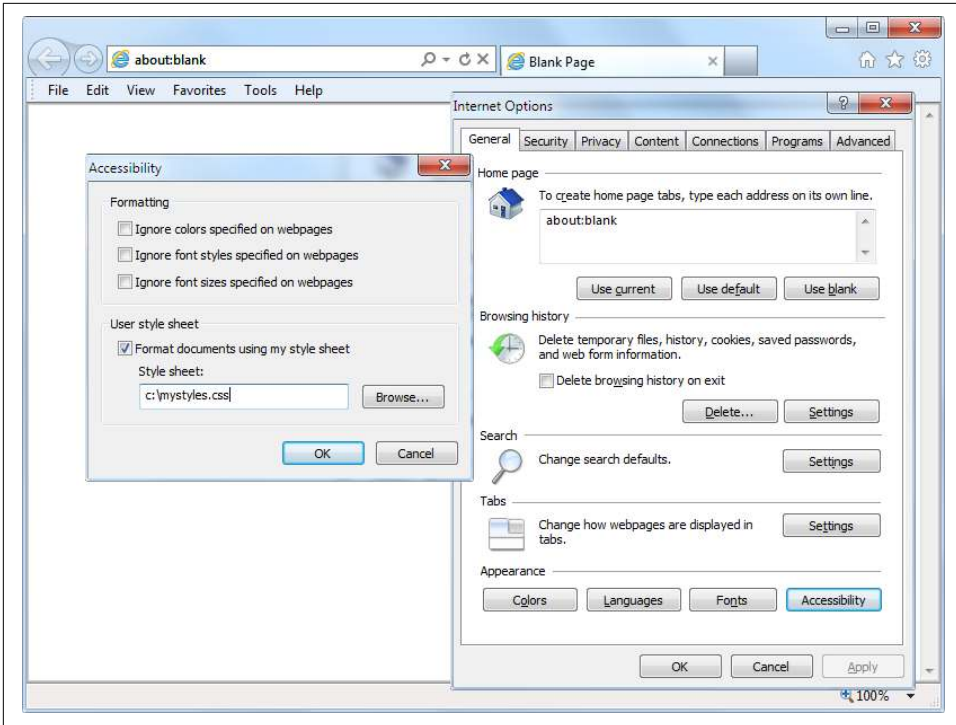 about:blank
Blank Page
File Edit View Favorites Tools Help
Internet Options
General Security Privacy Content Connections Programs Advanced
Home page
To create home page tabs, type each address on its own line.
about:blank
Use current Use default Use blank
Browsing history
Delete temporary files, history, cookies, saved passwords,
and web form information.
Delete browsing history on exit
Delete... Settings
Search
Change search defaults.
Settings
Tabs
Change how webpages are displayed in
tabs.
Settings
Appearance
Colors Languages Fonts Accessibility
OK Cancel Apply
Accessibility
Formatting
Ignore colors specified on webpages
Ignore font styles specified on webpages
Ignore font sizes specified on webpages
User style sheet
Format documents using my style sheet
Style sheet:
c:\mystyles.css
Browse...
OK Cancel
100%